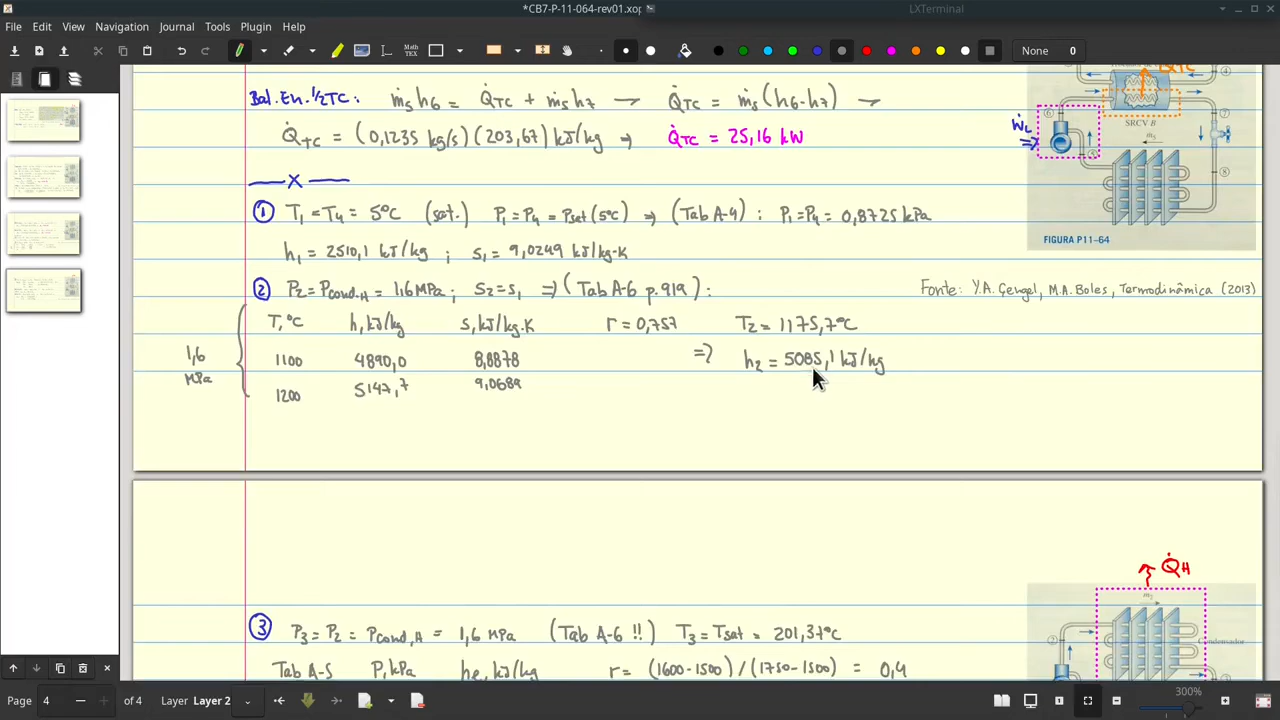 *CB7-P-11-064-rev01.xop
LXTerminal
File Edit View Navigation Journal Tools Plugin Help
MATH TEX
None 0
Bal. En. 1/2TC: ṁs h6 = Q̇TC + ṁs h7 → Q̇TC = ṁs (h6-h7) →
Q̇TC = (0,1235 kg/s) (203,67) kJ/kg ⇒ Q̇TC = 25,16 kW
SRCV B
ẆL
FIGURA P11-64
x
① T1 = T4 = 5°C (sat.) P1 = P4 = Psat (5°C) ⇒ (Tab A-4) : P1 = P4 = 0,8725 kPa
h1 = 2510,1 kJ/kg ; s1 = 9,0249 kJ/kg-K
② P2 = Pcond,H = 1,6 MPa ; s2 = s1 ⇒ (Tab A-6 p.919) :
Fonte: Y.A. Çengel, M.A. Boles, Termodinâmica (2013)
T, °C h, kJ/kg s, kJ/kg.K r = 0,757 T2 = 1175,7°C
1,6 MPa 1100 4890,0 8,8878 ⇒ h2 = 5085,1 kJ/kg
1200 5147,7 9,0689
Q̇H
③ P3 = P2 = Pcond,H = 1,6 MPa (Tab A-6 !!) T3 = Tsat = 201,37°C
Condensador
Tab A-5 P, kPa he, kJ/kg r = (1600-1500) / (1750-1500) = 0,4
Page 4 of 4 Layer Layer 2 300%